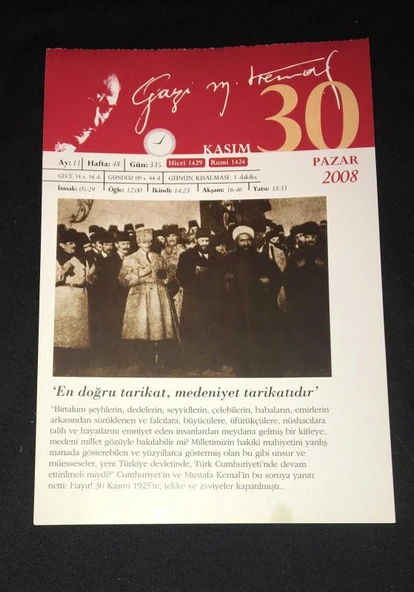 Gazi M. Kemal
KASIM 30
Ay: 11 Hafta: 48 Gün: 335 Hicri 1429 Rumi 1424
PAZAR
GECE 14 s. 16 d. GÜNDÜZ 09 s. 44 d. GÜNÜN KISALMASI: 1 dakika
2008
İmsak: 05:29 Öğle: 12:00 İkindi: 14:23 Akşam: 16:46 Yatsı: 18:11
‘En doğru tarikat, medeniyet tarikatıdır’
"Birtakım şeyhlerin, dedelerin, seyyidlerin, çelebilerin, babaların, emirlerin
arkasından sürüklenen ve falcılara, büyücülere, üfürükçülere, nüshacılara
talih ve hayatlarını emniyet eden insanlardan meydana gelmiş bir kitleye,
medeni millet gözüyle bakılabilir mi? Milletimizin hakiki mahiyetini yanlış
manada gösterebilen ve yüzyıllarca göstermiş olan bu gibi unsur ve
müesseseler, yeni Türkiye devletinde, Türk Cumhuriyeti'nde devam
ettirilmeli miydi?" Cumhuriyet'in ve Mustafa Kemal'in bu soruya yanıtı
netti: Hayır! 30 Kasım 1925'te, tekke ve zaviyeler kapatılmıştı...